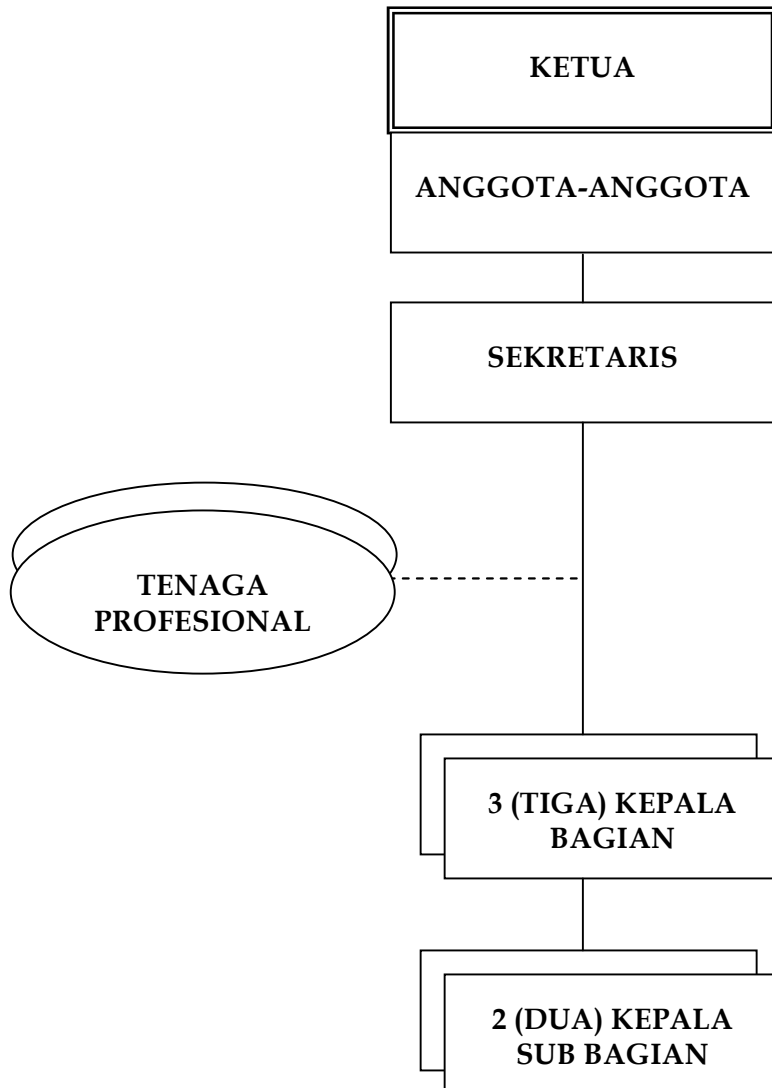 KETUA
ANGGOTA-ANGGOTA
SEKRETARIS
TENAGA
PROFESIONAL
3 (TIGA) KEPALA
BAGIAN
2 (DUA) KEPALA
SUB BAGIAN